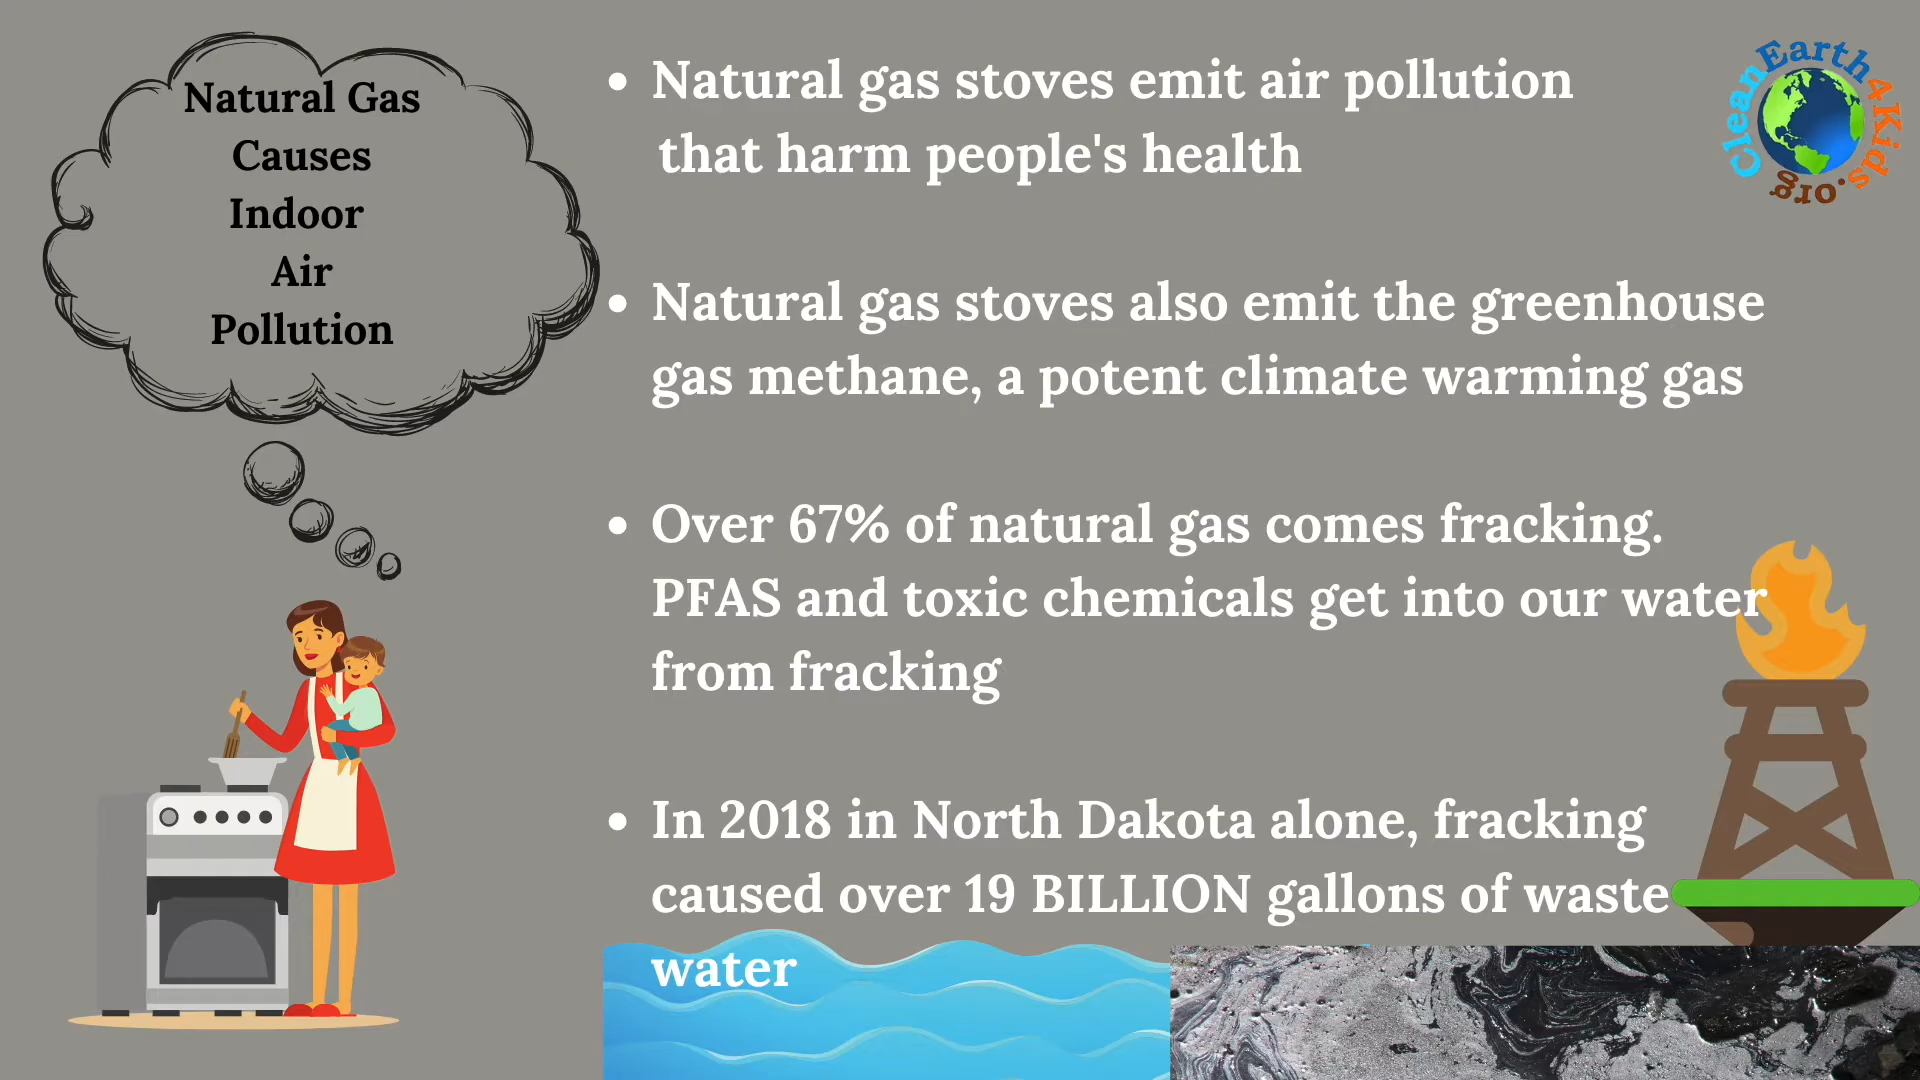 Natural Gas
Causes
Indoor
Air
Pollution
• Natural gas stoves emit air pollution
that harm people's health
• Natural gas stoves also emit the greenhouse
gas methane, a potent climate warming gas
• Over 67% of natural gas comes fracking.
PFAS and toxic chemicals get into our water
from fracking
• In 2018 in North Dakota alone, fracking
caused over 19 BILLION gallons of waste
water
CleanEarth4Kids.org